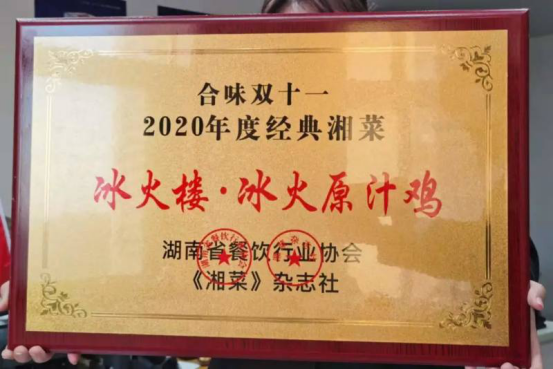 合味双十一
2020年度经典湘菜
冰火楼·冰火原汁鸡
湖南省餐饮行业协会
《湘菜》杂志社